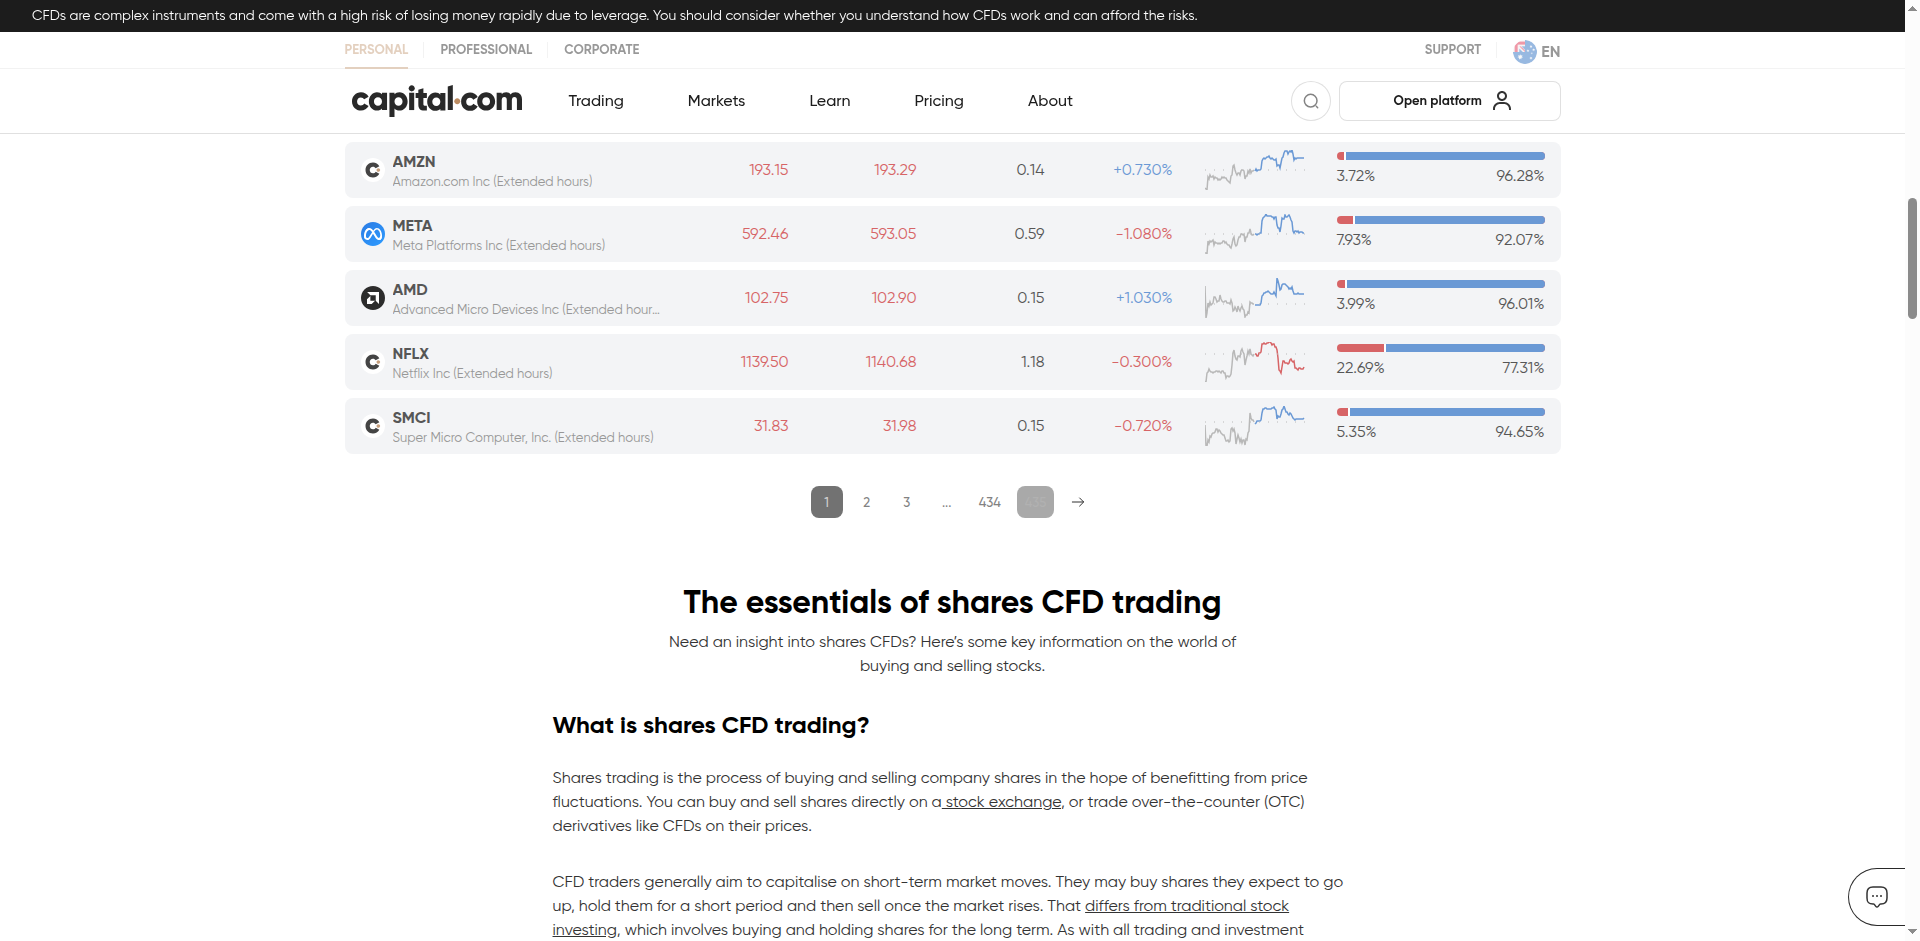 CFDs are complex instruments and come with a high risk of losing money rapidly due to leverage. You should consider whether you understand how CFDs work and can afford the risks.
PERSONAL PROFESSIONAL CORPORATE SUPPORT EN
capital.com Trading Markets Learn Pricing About Open platform
AMZN
Amazon.com Inc (Extended hours)
193.15 193.29 0.14 +0.730% 3.72% 96.28%
META
Meta Platforms Inc (Extended hours)
592.46 593.05 0.59 -1.080% 7.93% 92.07%
AMD
Advanced Micro Devices Inc (Extended hour...
102.75 102.90 0.15 +1.030% 3.99% 96.01%
NFLX
Netflix Inc (Extended hours)
1139.50 1140.68 1.18 -0.300% 22.69% 77.31%
SMCI
Super Micro Computer, Inc. (Extended hours)
31.83 31.98 0.15 -0.720% 5.35% 94.65%
1 2 3 ... 434
The essentials of shares CFD trading
Need an insight into shares CFDs? Here's some key information on the world of
buying and selling stocks.
What is shares CFD trading?
Shares trading is the process of buying and selling company shares in the hope of benefitting from price
fluctuations. You can buy and sell shares directly on a stock exchange, or trade over-the-counter (OTC)
derivatives like CFDs on their prices.
CFD traders generally aim to capitalise on short-term market moves. They may buy shares they expect to go
up, hold them for a short period and then sell once the market rises. That differs from traditional stock
investing, which involves buying and holding shares for the long term. As with all trading and investment